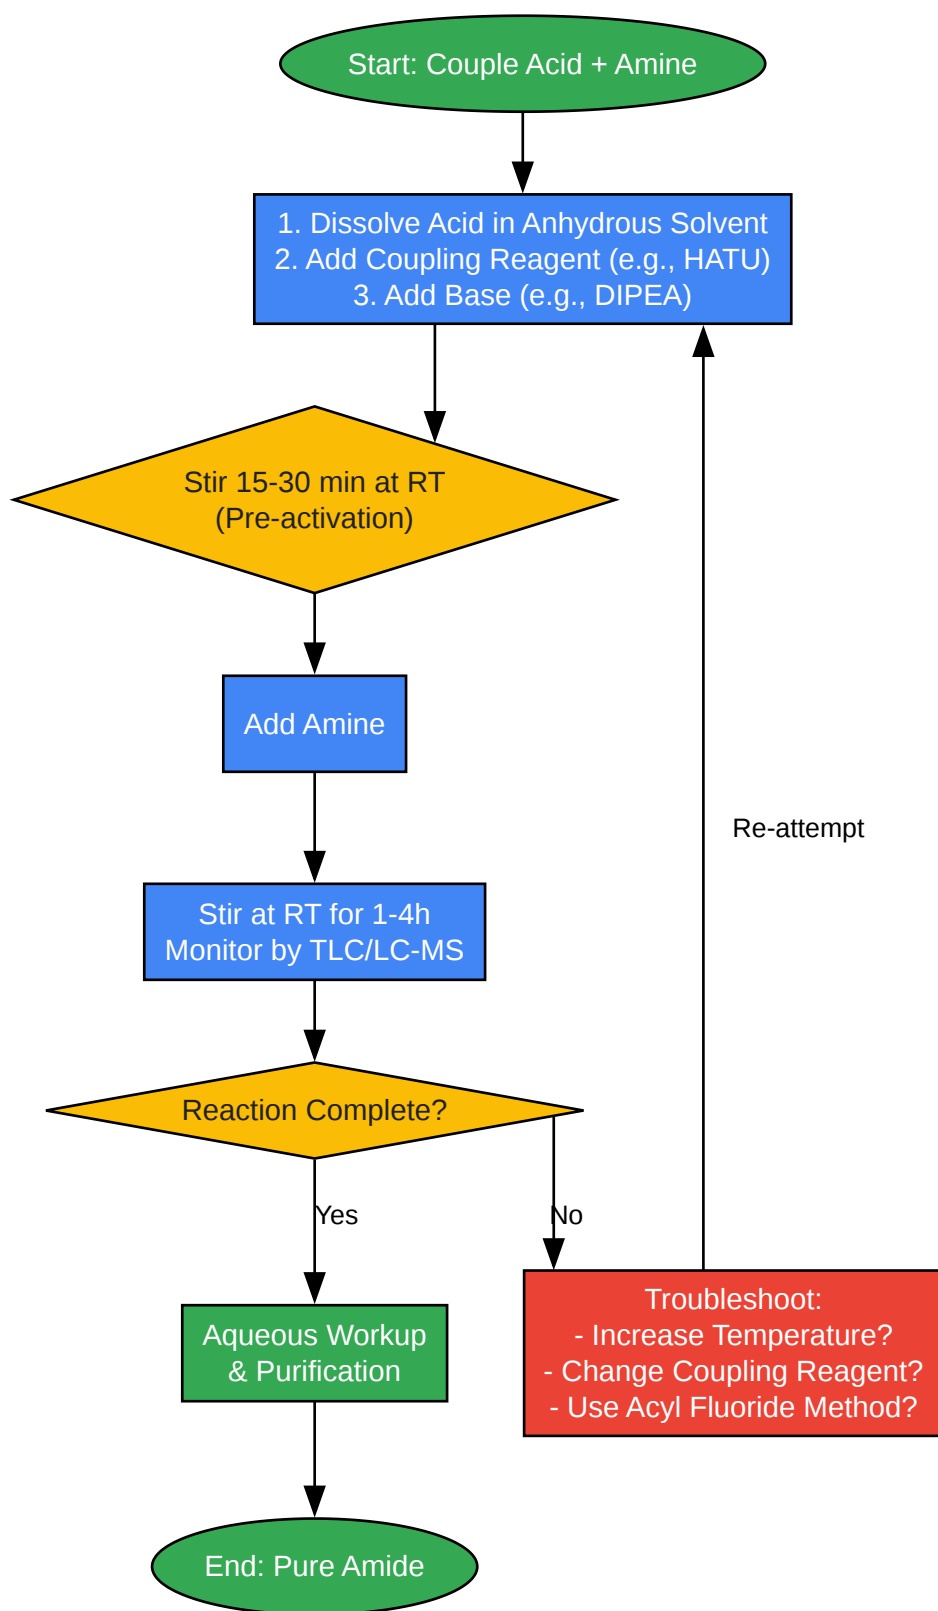 Start: Couple Acid + Amine
1. Dissolve Acid in Anhydrous Solvent
2. Add Coupling Reagent (e.g., HATU)
3. Add Base (e.g., DIPEA)
Stir 15-30 min at RT
(Pre-activation)
Add Amine
Re-attempt
Stir at RT for 1-4h
Monitor by TLC/LC-MS
Reaction Complete?
Yes
No
Aqueous Workup
& Purification
Troubleshoot:
- Increase Temperature?
- Change Coupling Reagent?
- Use Acyl Fluoride Method?
End: Pure Amide